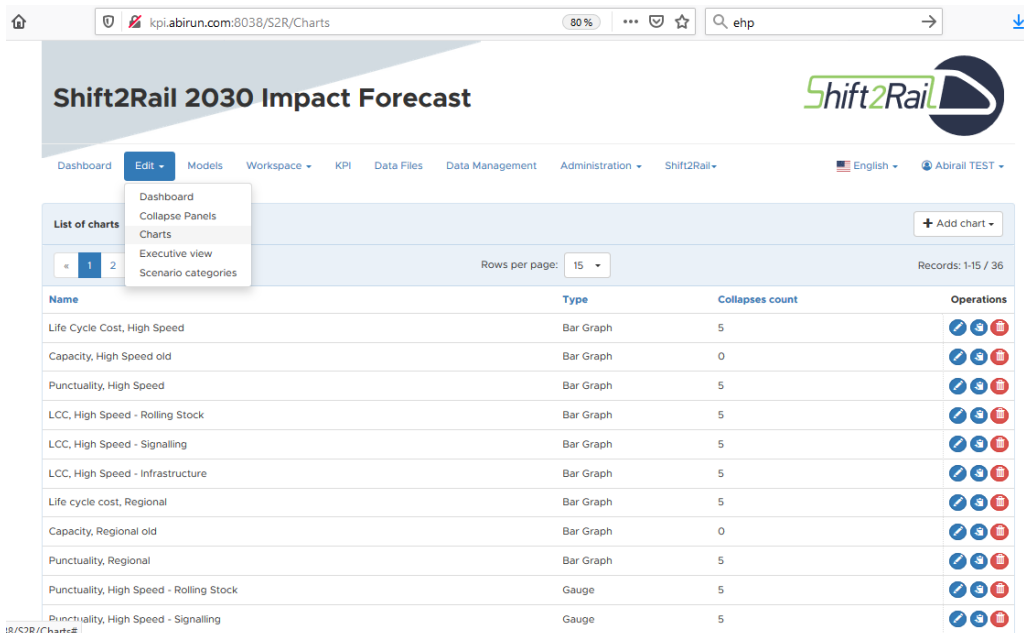 kpi.abirun.com:8038/S2R/Charts 80 % ehp
Shift2Rail 2030 Impact Forecast
Shift2Rail
Dashboard Edit Models Workspace KPI Data Files Data Management Administration Shift2Rail English Abirail TEST
Dashboard
Collapse Panels
List of charts Charts + Add chart
Executive view
« 1 2 Rows per page: 15 Records: 1-15 / 36
Scenario categories
Name Type Collapses count Operations
Life Cycle Cost, High Speed Bar Graph 5
Capacity, High Speed old Bar Graph 0
Punctuality, High Speed Bar Graph 5
LCC, High Speed - Rolling Stock Bar Graph 5
LCC, High Speed - Signalling Bar Graph 5
LCC, High Speed - Infrastructure Bar Graph 5
Life cycle cost, Regional Bar Graph 5
Capacity, Regional old Bar Graph 0
Punctuality, Regional Bar Graph 5
Punctuality, High Speed - Rolling Stock Gauge 5
Punctuality, High Speed - Signalling Gauge 5
38/S2R/Charts#